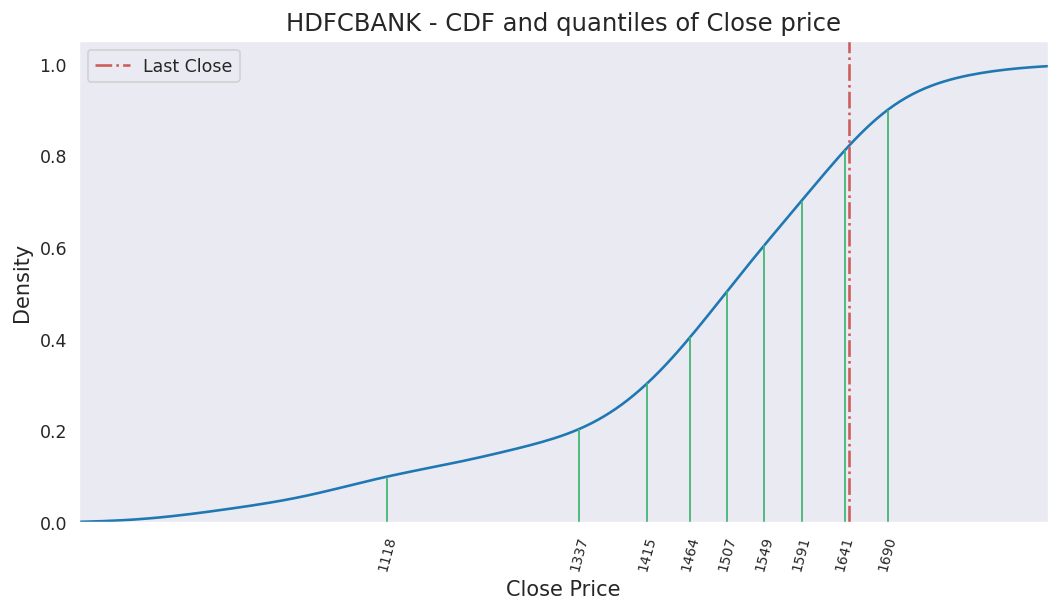 HDFCBANK - CDF and quantiles of Close price
Last Close
1.0
0.8
0.6
0.4
0.2
0.0
Density
1118 1337 1415 1464 1507 1549 1591 1641 1690
Close Price